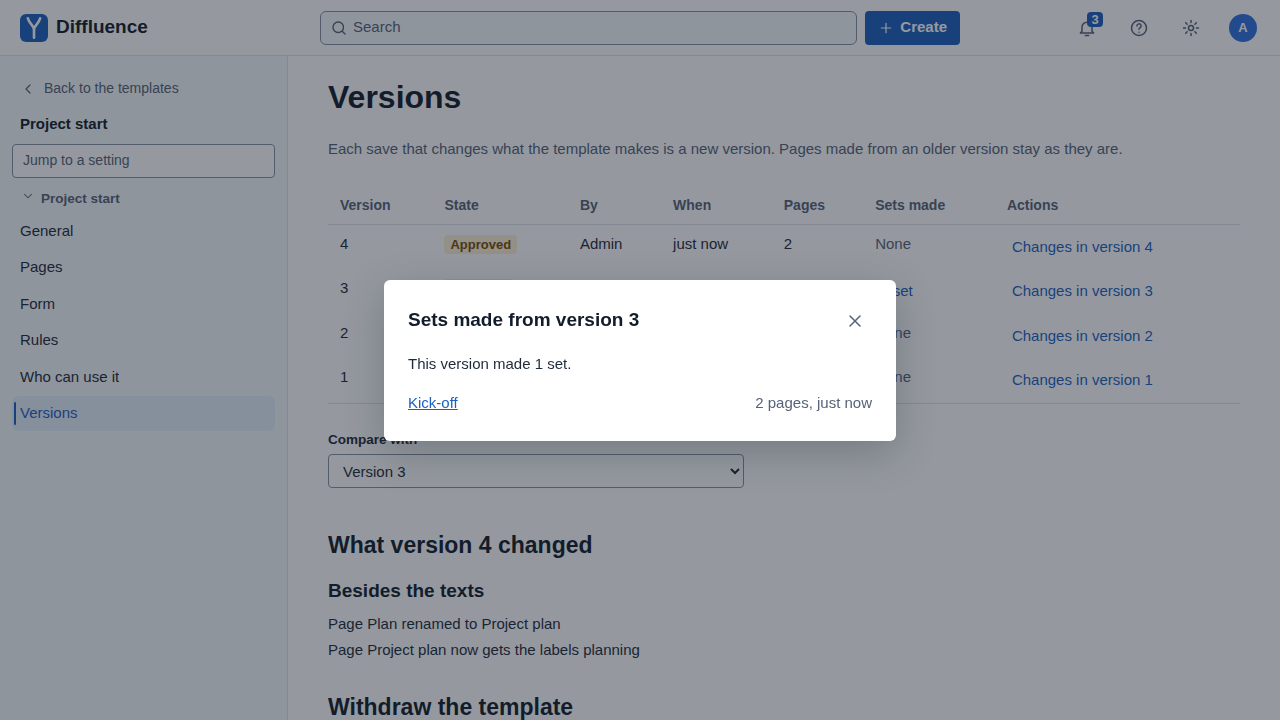 Diffluence
Search
Create
3
A
Back to the templates
Project start
Jump to a setting
Project start
General
Pages
Form
Rules
Who can use it
Versions
Versions
Each save that changes what the template makes is a new version. Pages made from an older version stay as they are.
Version State By When Pages Sets made Actions
4 Approved Admin just now 2 None Changes in version 4
3 set Changes in version 3
2 Changes in version 2
1 Changes in version 1
Sets made from version 3
This version made 1 set.
Kick-off 2 pages, just now
Compare with
Version 3
What version 4 changed
Besides the texts
Page Plan renamed to Project plan
Page Project plan now gets the labels planning
Withdraw the template